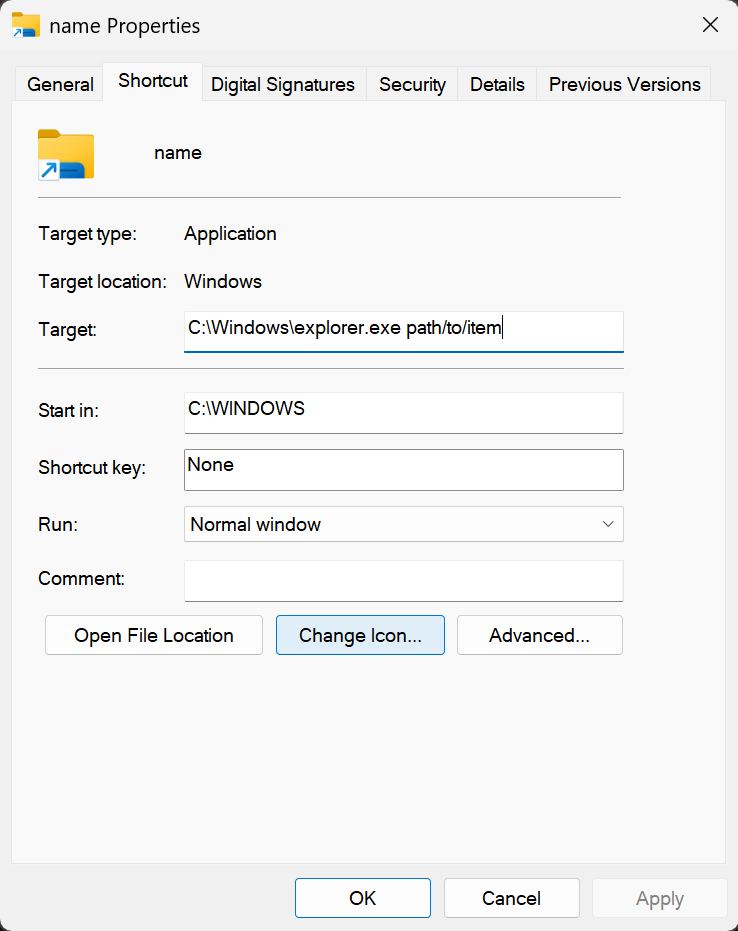 name Properties
General Shortcut Digital Signatures Security Details Previous Versions
name
Target type: Application
Target location: Windows
Target: C:\Windows\explorer.exe path/to/item
Start in: C:\WINDOWS
Shortcut key: None
Run: Normal window
Comment:
Open File Location Change Icon... Advanced...
OK Cancel Apply